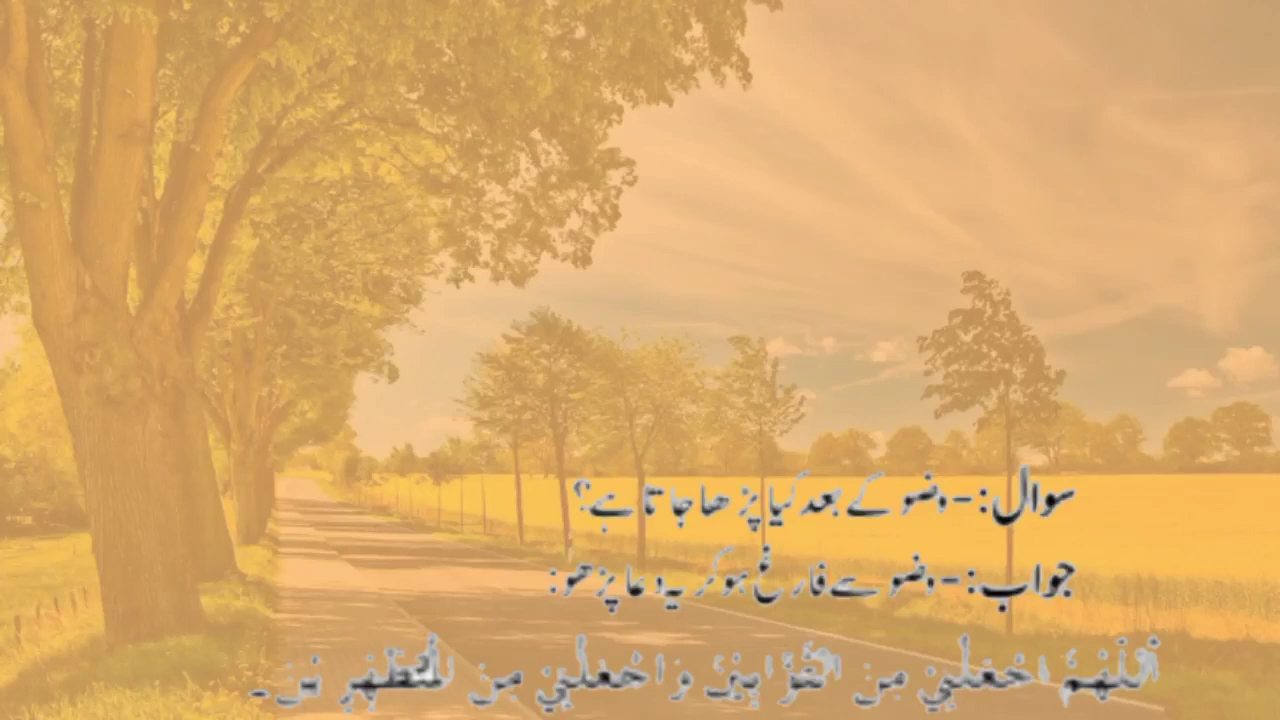 سوال:-وضو کے بعد کیا پڑھا جاتا ہے؟
جواب:-وضو سے فارغ ہو کر یہ دعا پڑھو:
اَللّٰهُمَّ اجْعَلْنِيْ مِنَ التَّوَّابِيْنَ وَاجْعَلْنِيْ مِنَ الْمُتَطَهِّرِيْنَ۔